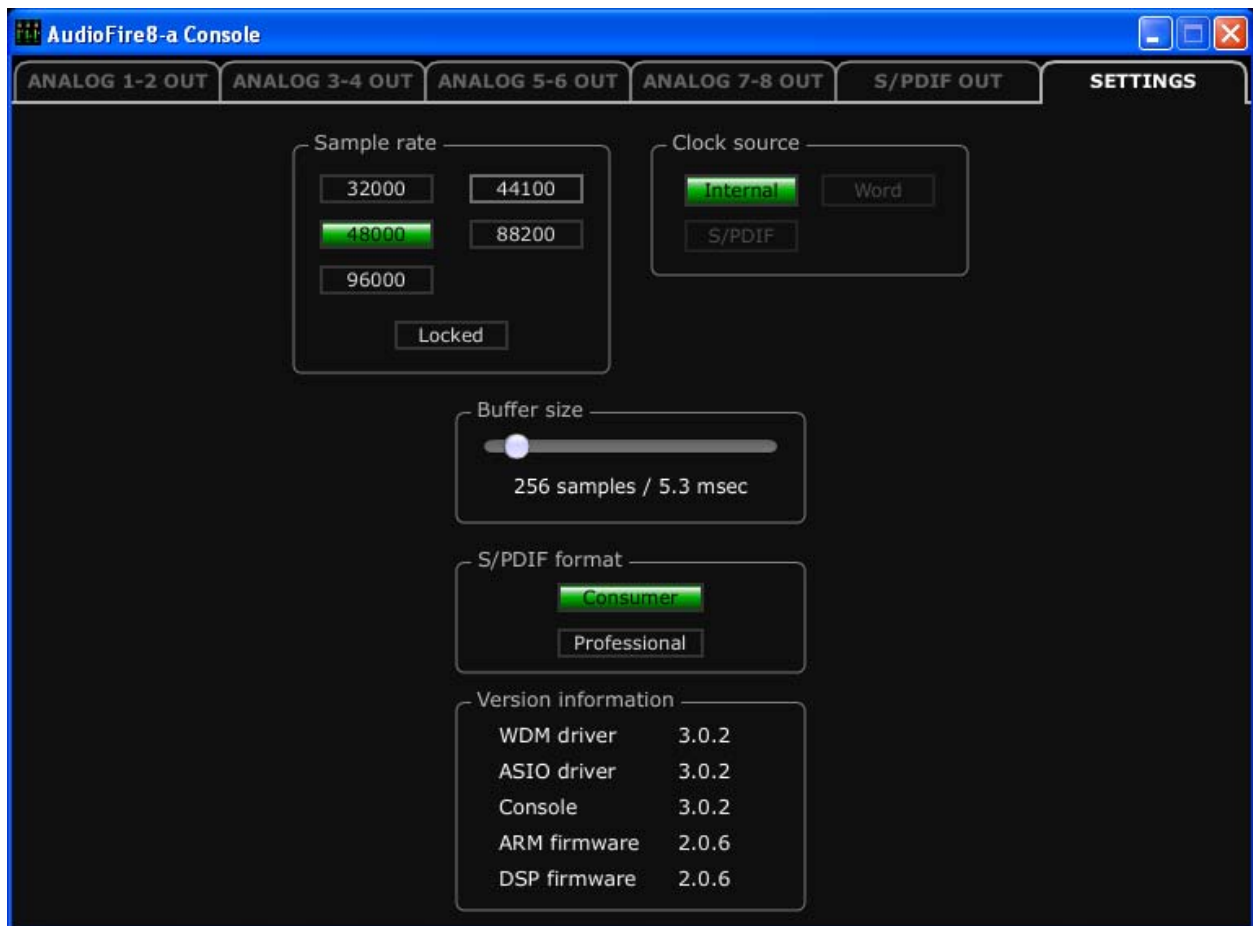 AudioFire8-a Console
ANALOG 1-2 OUT ANALOG 3-4 OUT ANALOG 5-6 OUT ANALOG 7-8 OUT S/PDIF OUT SETTINGS
Sample rate
32000 44100
48000 88200
96000
Locked
Clock source
Internal Word
S/PDIF
Buffer size
256 samples / 5.3 msec
S/PDIF format
Consumer
Professional
Version information
WDM driver 3.0.2
ASIO driver 3.0.2
Console 3.0.2
ARM firmware 2.0.6
DSP firmware 2.0.6